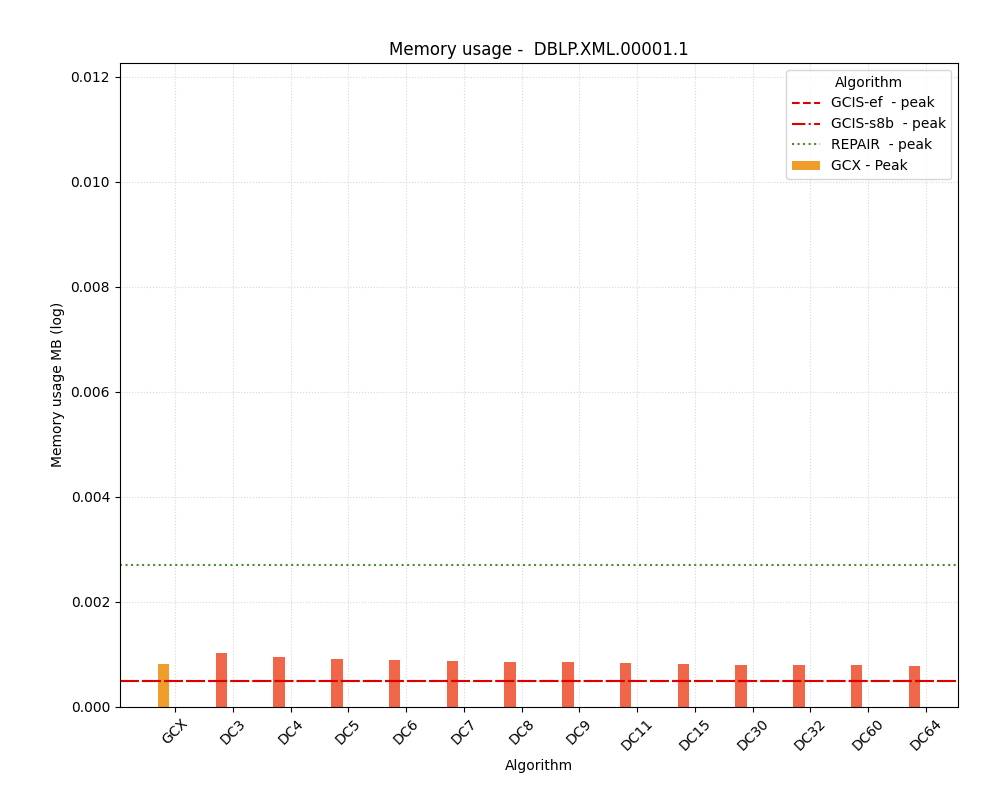 Memory usage -  DBLP.XML.00001.1
0.012
0.010
0.008
0.006
0.004
0.002
0.000
Memory usage MB (log)
Algorithm
GCIS-ef  - peak
GCIS-s8b  - peak
REPAIR  - peak
GCX - Peak
GCX DC3 DC4 DC5 DC6 DC7 DC8 DC9 DC11 DC15 DC30 DC32 DC60 DC64
Algorithm